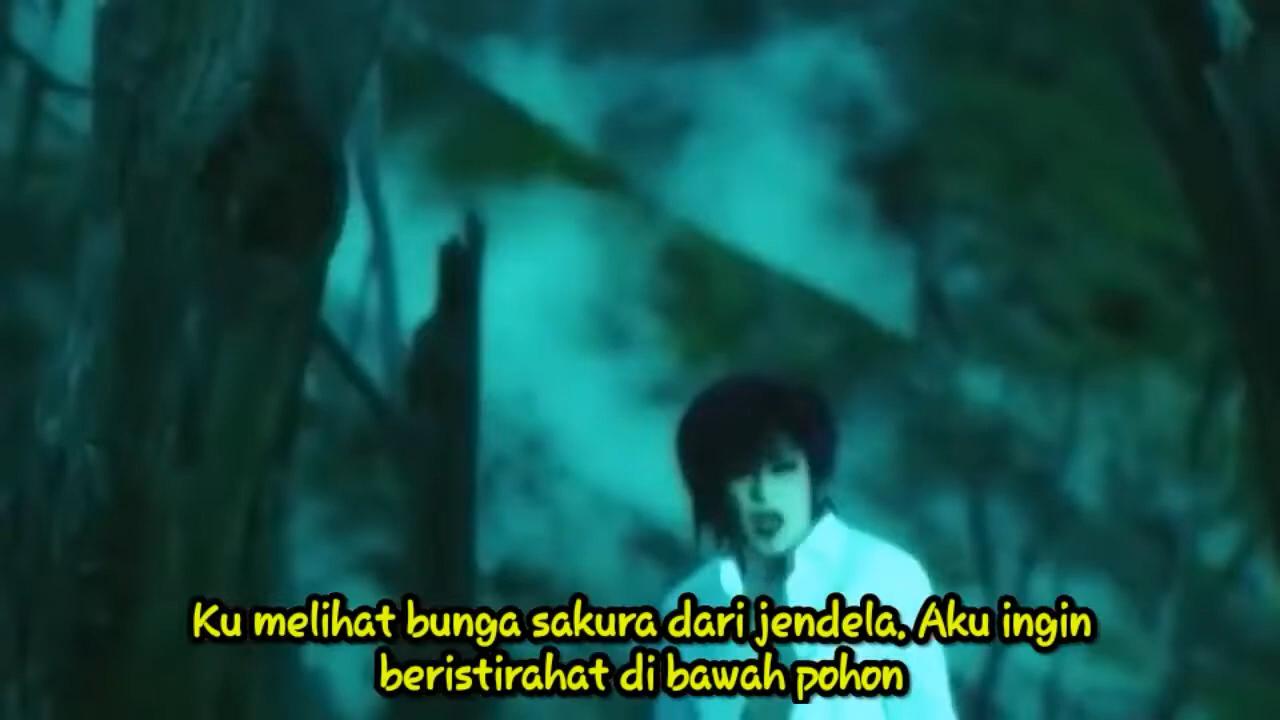 Ku melihat bunga sakura dari jendela. Aku ingin
beristirahat di bawah pohon